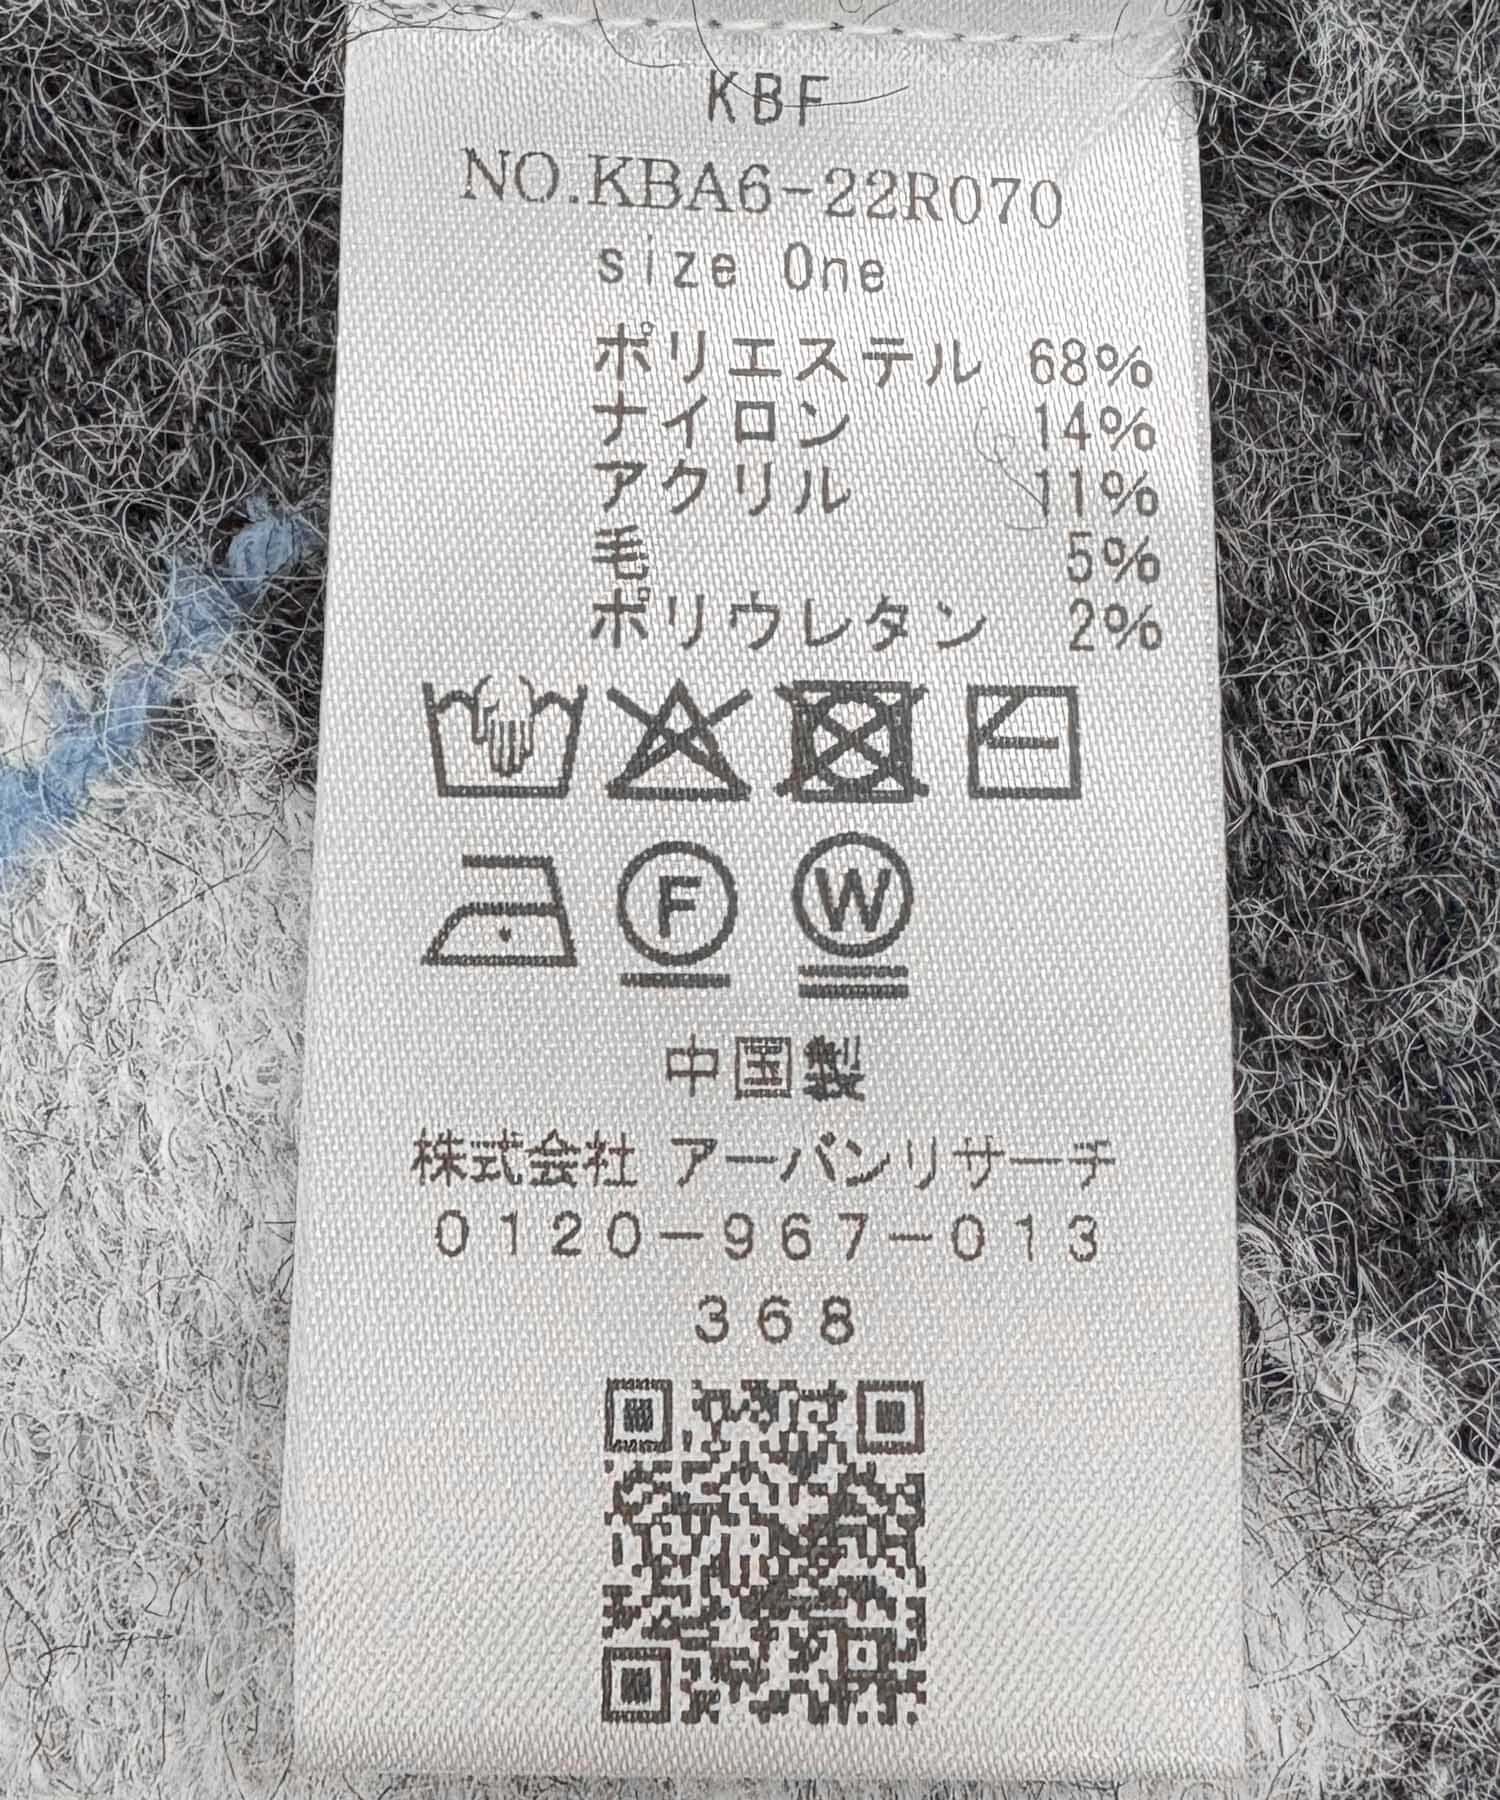 KBF
NO.KBA6-22R070
size One
ポリエステル 68%
ナイロン 14%
アクリル 11%
毛 5%
ポリウレタン 2%
F W
中国製
株式会社 アーバンリサーチ
0120-967-013
368